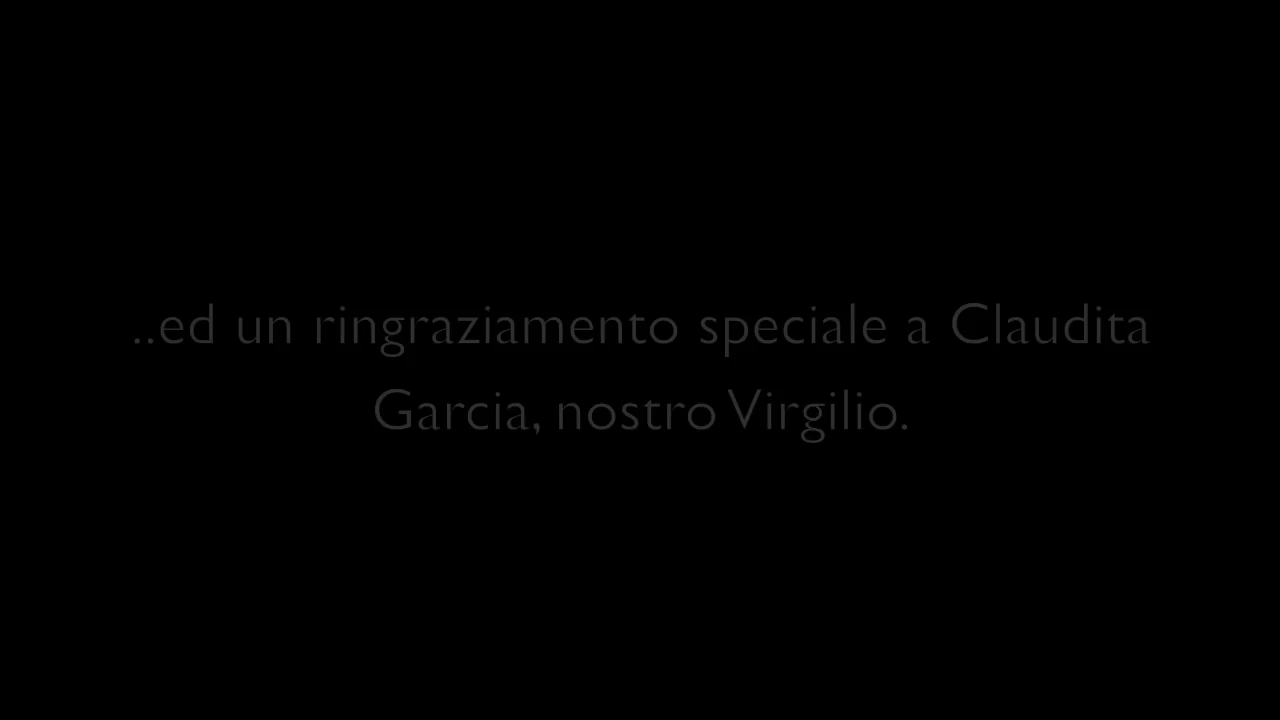 ..ed un ringraziamento speciale a Claudita
Garcia, nostro Virgilio.